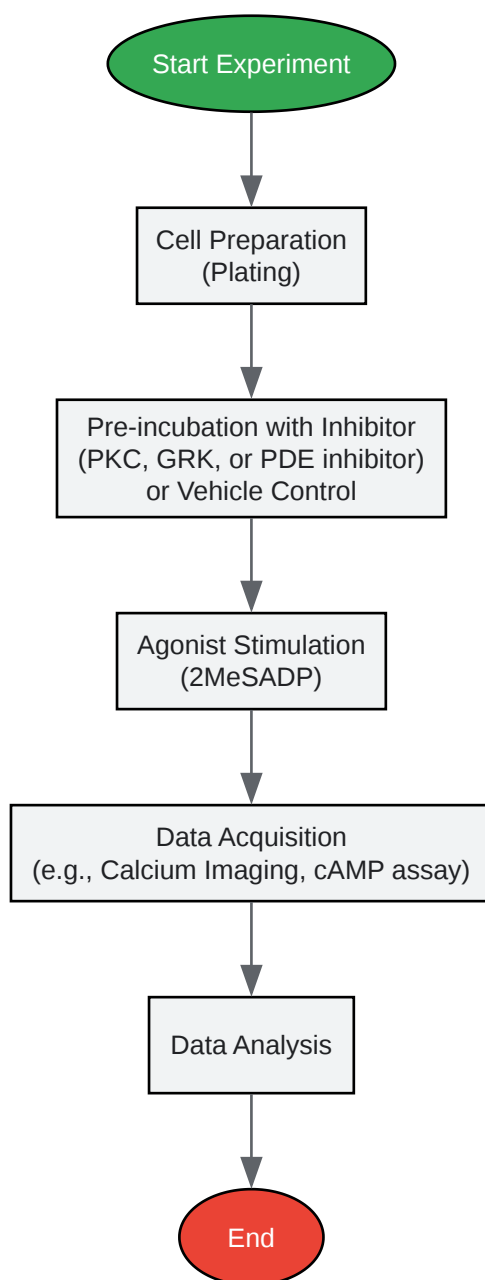 Start Experiment
Cell Preparation
(Plating)
Pre-incubation with Inhibitor
(PKC, GRK, or PDE inhibitor)
or Vehicle Control
Agonist Stimulation
(2MeSADP)
Data Acquisition
(e.g., Calcium Imaging, cAMP assay)
Data Analysis
End